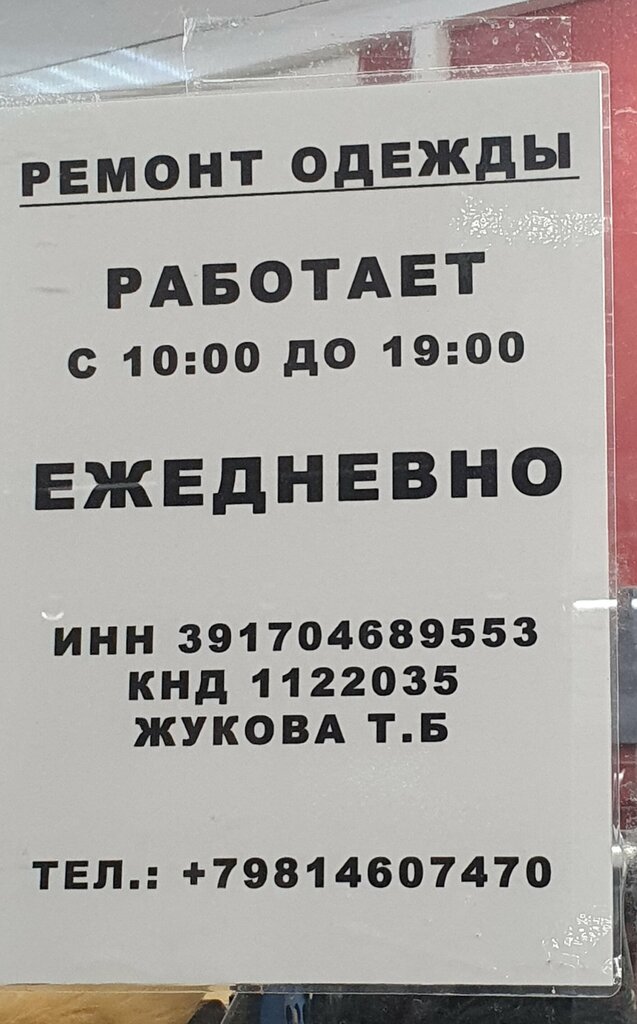 РЕМОНТ ОДЕЖДЫ
РАБОТАЕТ
С 10:00 ДО 19:00
ЕЖЕДНЕВНО
ИНН 391704689553
КНД 1122035
ЖУКОВА Т.Б
ТЕЛ.: +79814607470